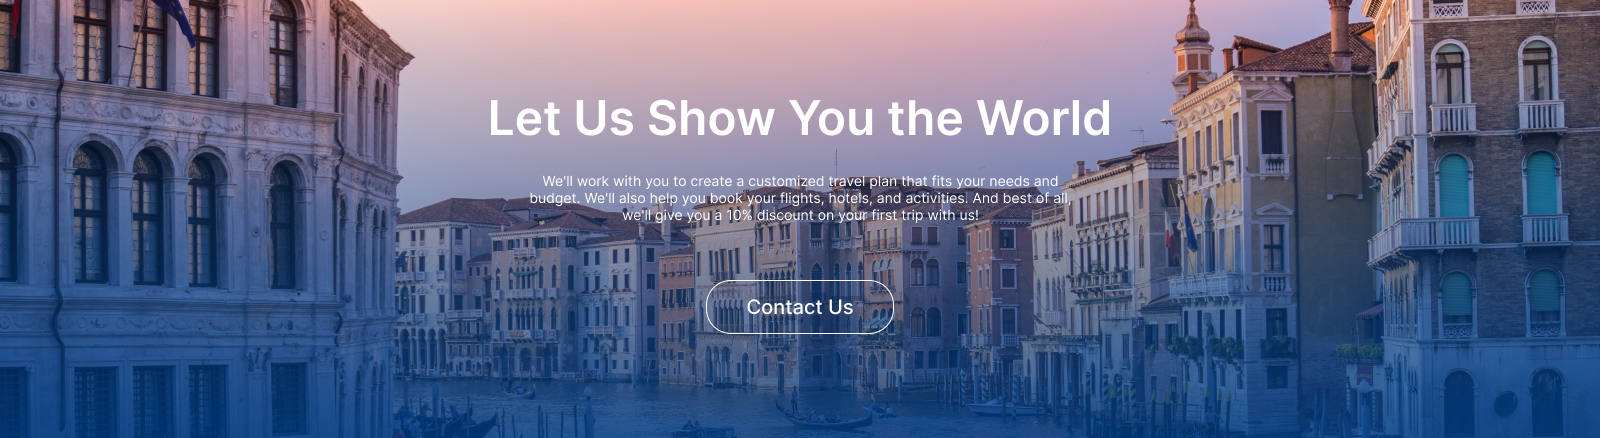 Let Us Show You the World
We'll work with you to create a customized travel plan that fits your needs and
budget. We'll also help you book your flights, hotels, and activities. And best of all,
we'll give you a 10% discount on your first trip with us!
Contact Us